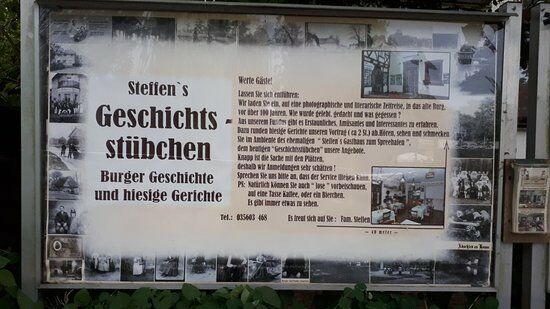 Steffen`s
Geschichts -
stübchen
Burger Geschichte
und hiesige Gerichte
Werte Gäste!
Lassen Sie sich entführen:
Wir laden Sie ein, auf eine photographische und literarische Zeitreise, in das alte Burg,
vor über 100 Jahren. Wie wurde gelebt, gedacht und was gegessen ?
Aus unserem Fundus gibt es Erstaunliches, Amüsantes und Interessantes zu erfahren.
Dazu runden hiesige Gerichte unseren Vortrag ( ca 2 St.) ab. Hören, sehen und schmecken
Sie im Ambiente des ehemaligen " Steffen`s Gasthaus zum Spreehafen ",
dem heutigen "Geschichtsstübchen" unsere Angebote.
Knapp ist die Sache mit den Plätzen,
deshalb wir Anmeldungen sehr schätzen !
Sprechen Sie uns bitte an, dass der Service klappen kann.
PS: Natürlich können Sie auch " lose " vorbeischauen,
auf eine Tasse Kaffee, oder ein Bierchen.
Es gibt immer etwas zu sehen.
Tel.: 035603 468
Es freut sich auf Sie : Fam. Steffen
40 meter